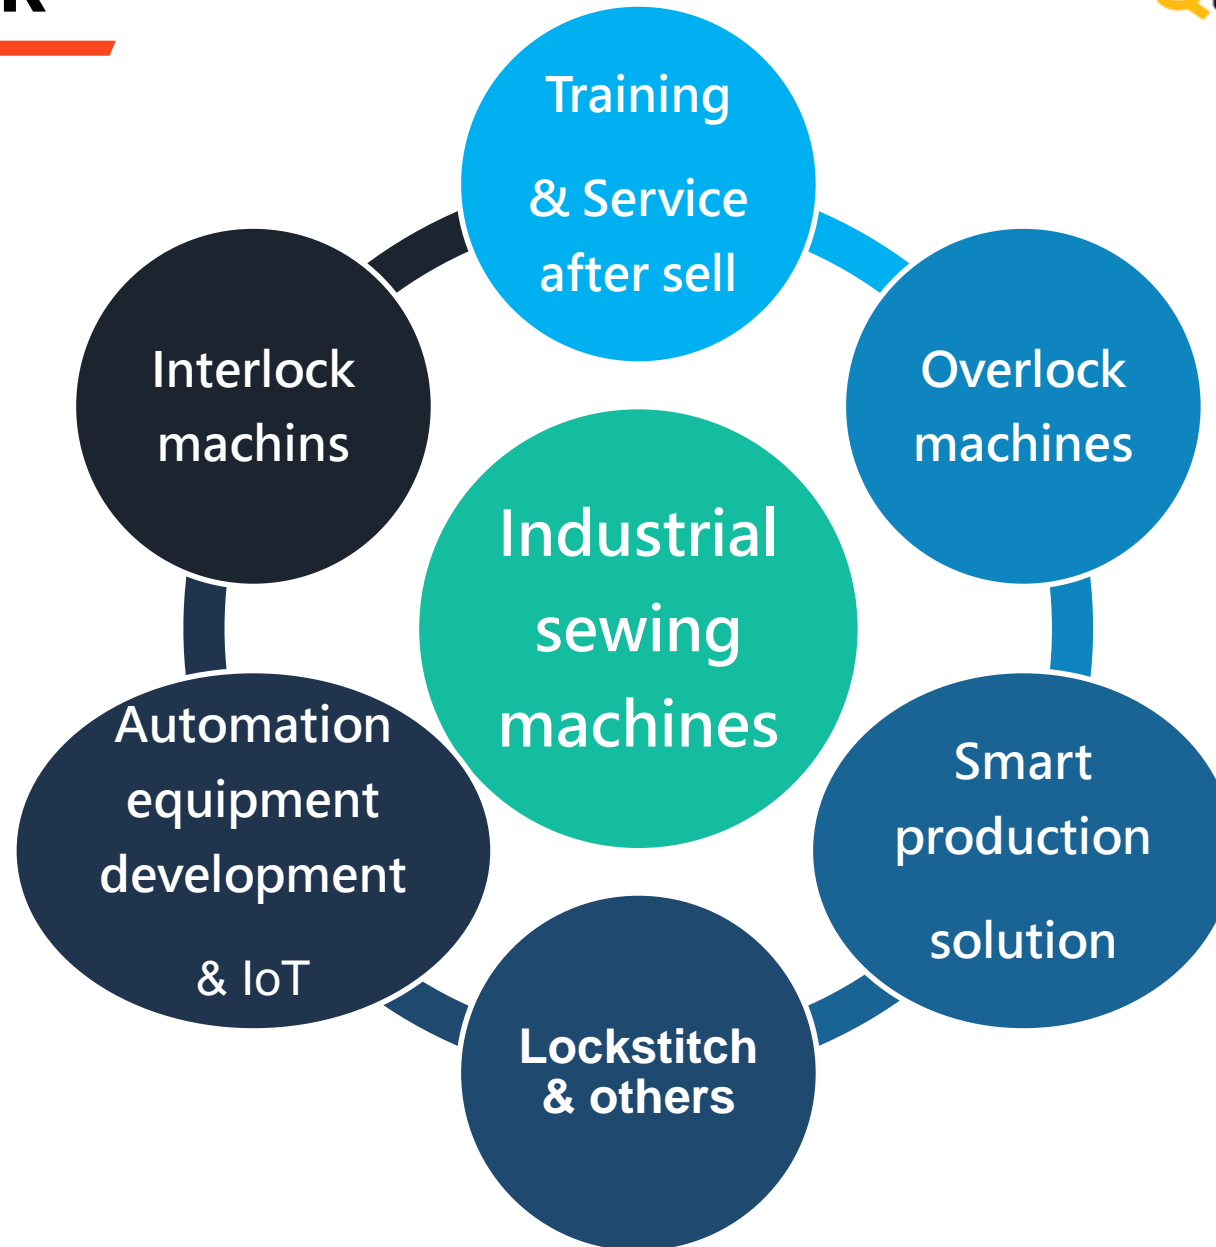 Training
& Service
after sell
Overlock
machines
Smart
production
solution
Lockstitch
& others
Automation
equipment
development
& IoT
Interlock
machins
Industrial
sewing
machines